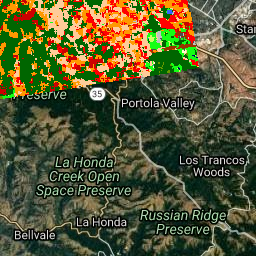 Stan
Preserve
35
Portola Valley
La Honda
Creek Open
Space Preserve
Los Trancos
Woods
La Honda
Russian Ridge
Preserve
Bellvale